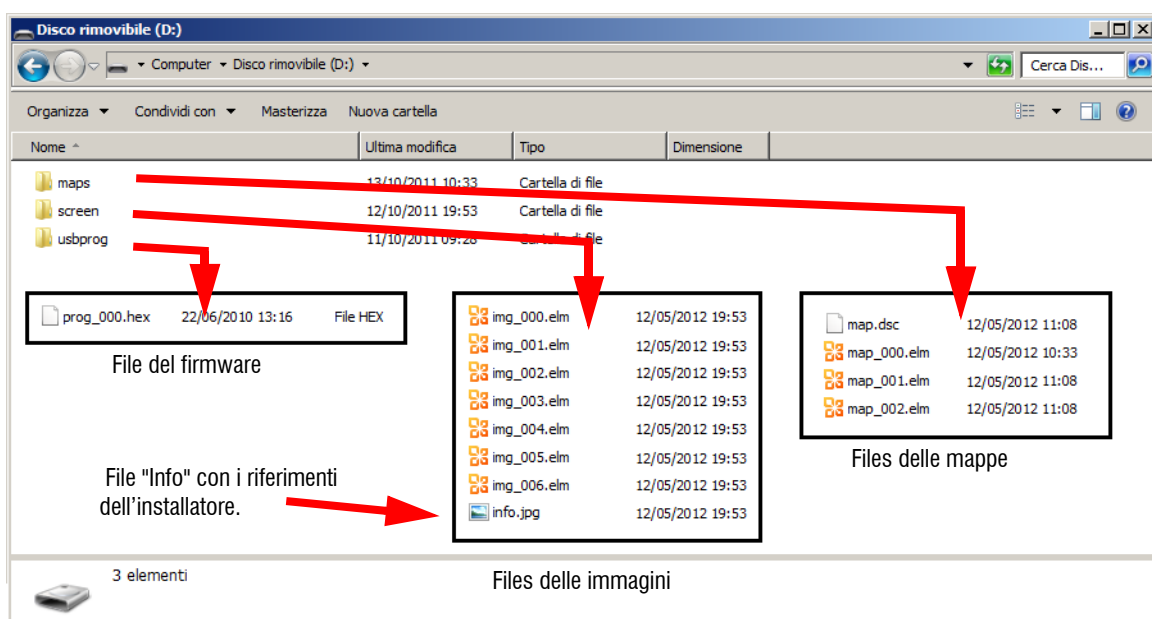 Disco rimovibile (D:)
Computer Disco rimovibile (D:)
Cerca Dis...
Organizza Condividi con Masterizza Nuova cartella
Nome Ultima modifica Tipo Dimensione
maps 13/10/2011 10:33 Cartella di file
screen 12/10/2011 19:53 Cartella di file
usbprog 11/10/2011 09:28 Cartella di file
prog_000.hex 22/06/2010 13:16 File HEX
File del firmware
img_000.elm 12/05/2012 19:53
img_001.elm 12/05/2012 19:53
img_002.elm 12/05/2012 19:53
img_003.elm 12/05/2012 19:53
img_004.elm 12/05/2012 19:53
img_005.elm 12/05/2012 19:53
img_006.elm 12/05/2012 19:53
info.jpg 12/05/2012 19:53
map.dsc 12/05/2012 11:08
map_000.elm 12/05/2012 10:33
map_001.elm 12/05/2012 11:08
map_002.elm 12/05/2012 11:08
Files delle mappe
File "Info" con i riferimenti
dell'installatore.
Files delle immagini
3 elementi